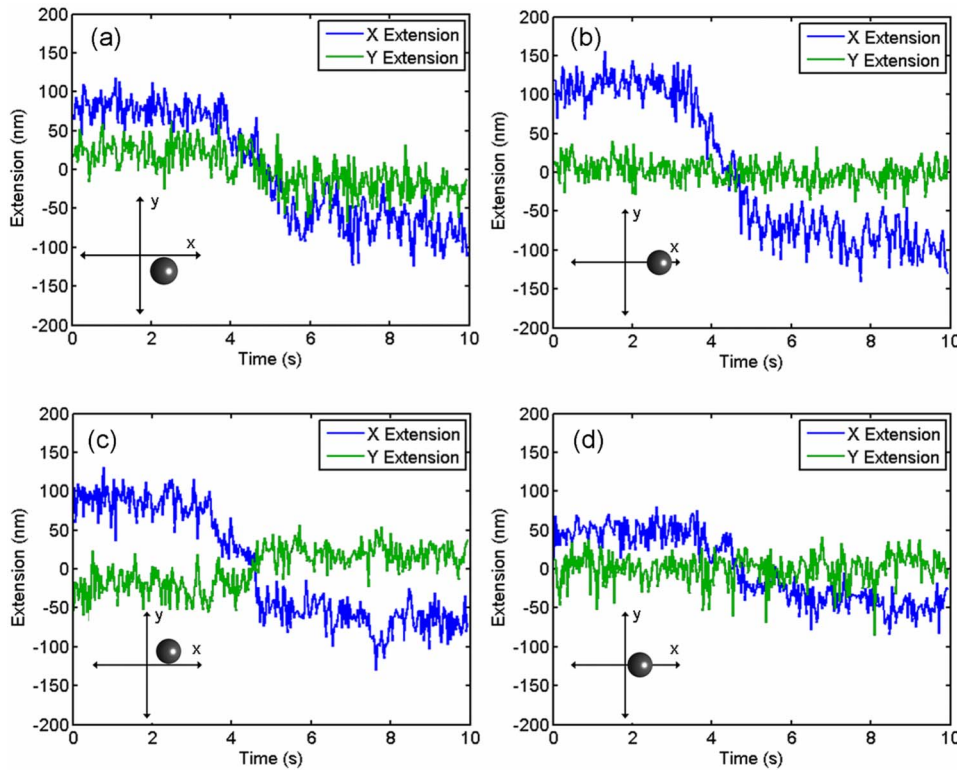 (a)
X Extension
Y Extension
200
150
100
50
0
-50
-100
-150
-200
Extension (nm)
y
x
0 2 4 6 8 10
Time (s)
(b)
X Extension
Y Extension
200
150
100
50
0
-50
-100
-150
-200
Extension (nm)
x
y
0 2 4 6 8 10
Time (s)
(c)
X Extension
Y Extension
200
150
100
50
0
-50
-100
-150
-200
Extension (nm)
y
x
0 2 4 6 8 10
Time (s)
(d)
X Extension
Y Extension
200
150
100
50
0
-50
-100
-150
-200
Extension (nm)
y
x
0 2 4 6 8 10
Time (s)